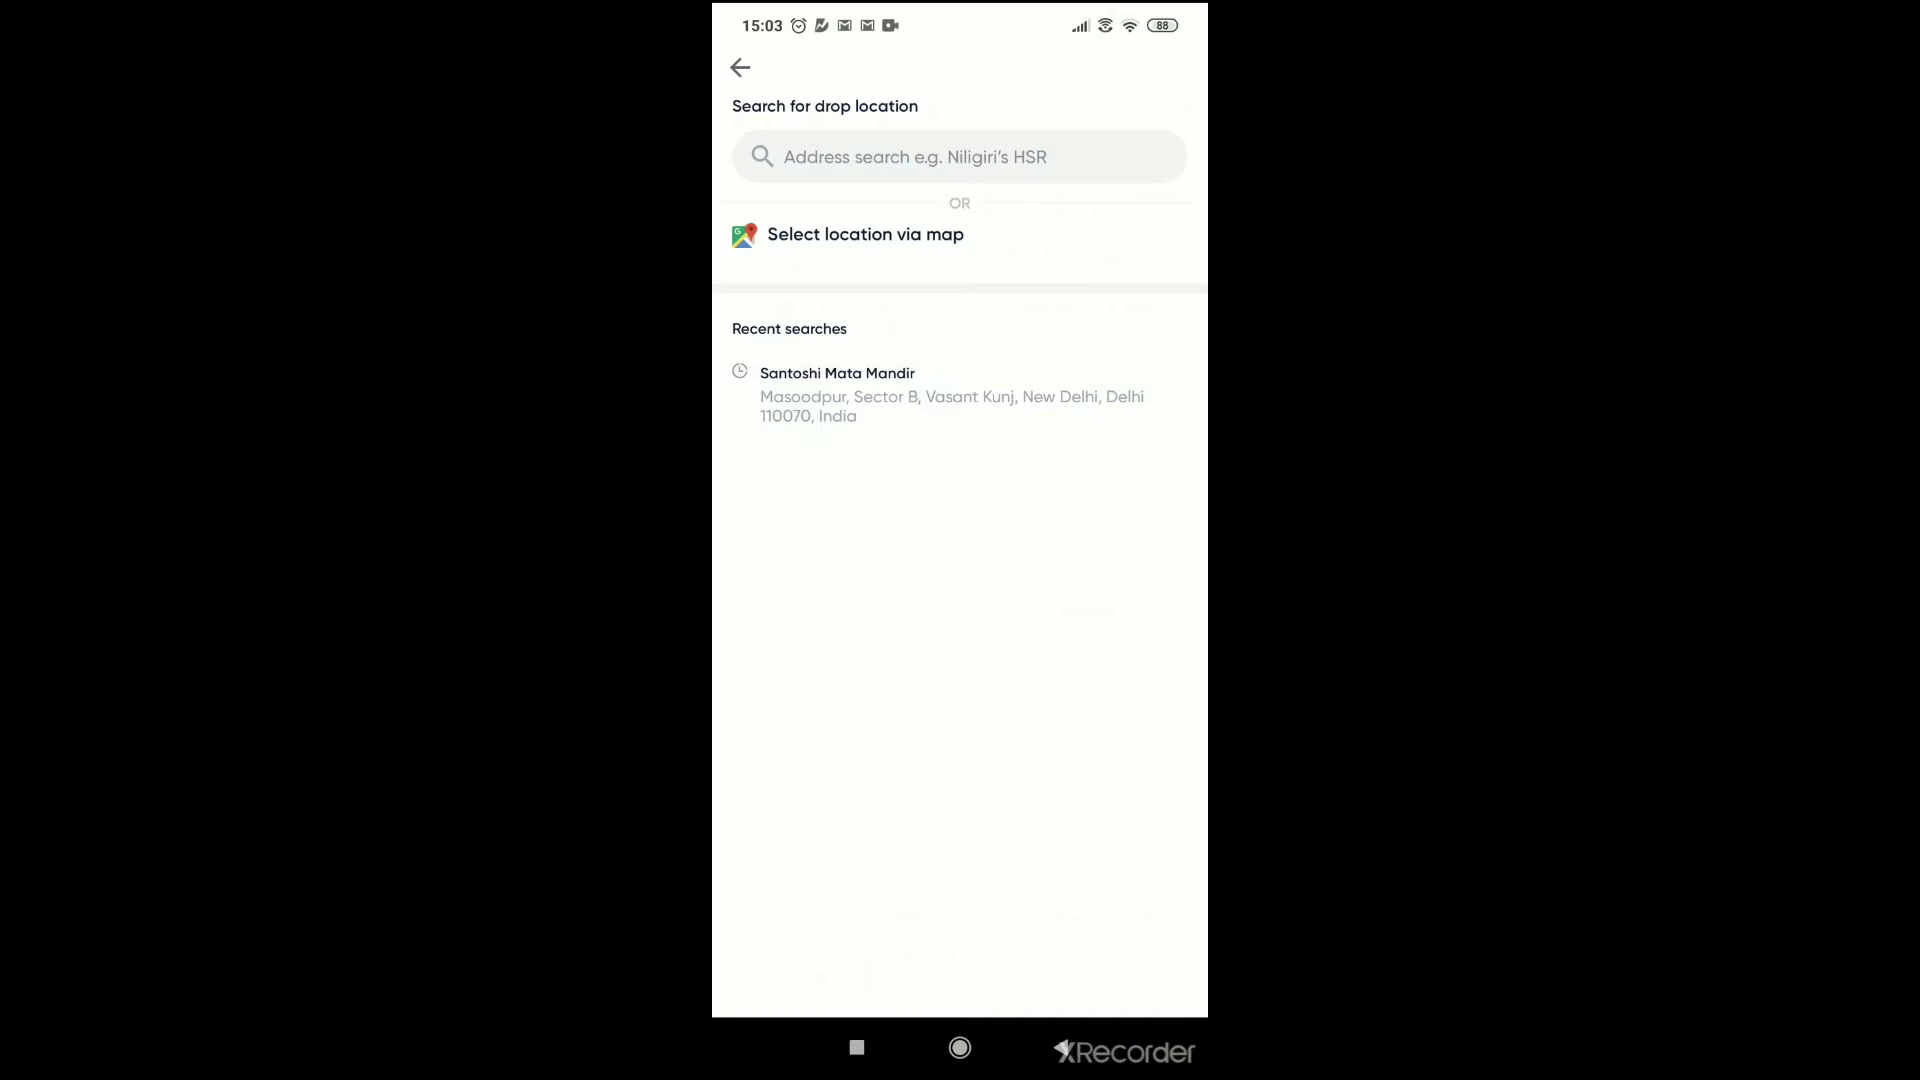 15:03
88
Search for drop location
Address search e.g. Niligiri’s HSR
OR
G
Select location via map
Recent searches
Santoshi Mata Mandir
Masoodpur, Sector B, Vasant Kunj, New Delhi, Delhi
110070, India
XRecorder